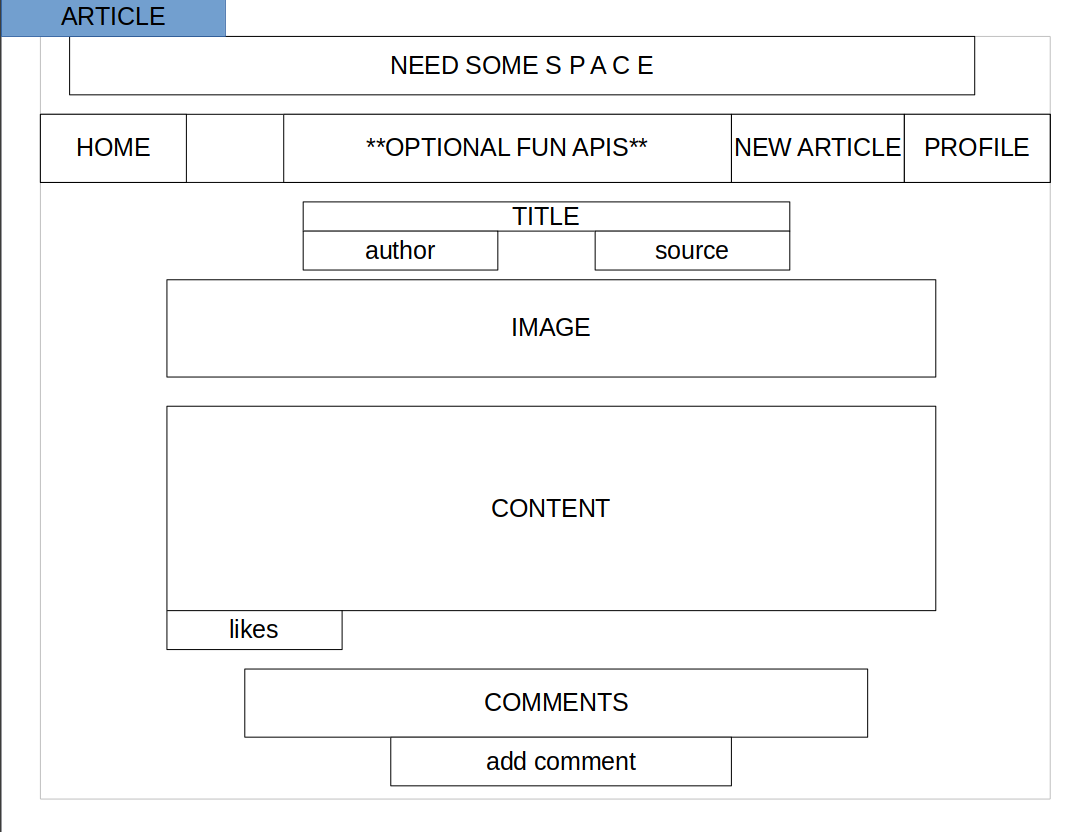 ARTICLE
NEED SOME S P A C E
HOME
**OPTIONAL FUN APIS**
NEW ARTICLE
PROFILE
TITLE
author
source
IMAGE
CONTENT
likes
COMMENTS
add comment